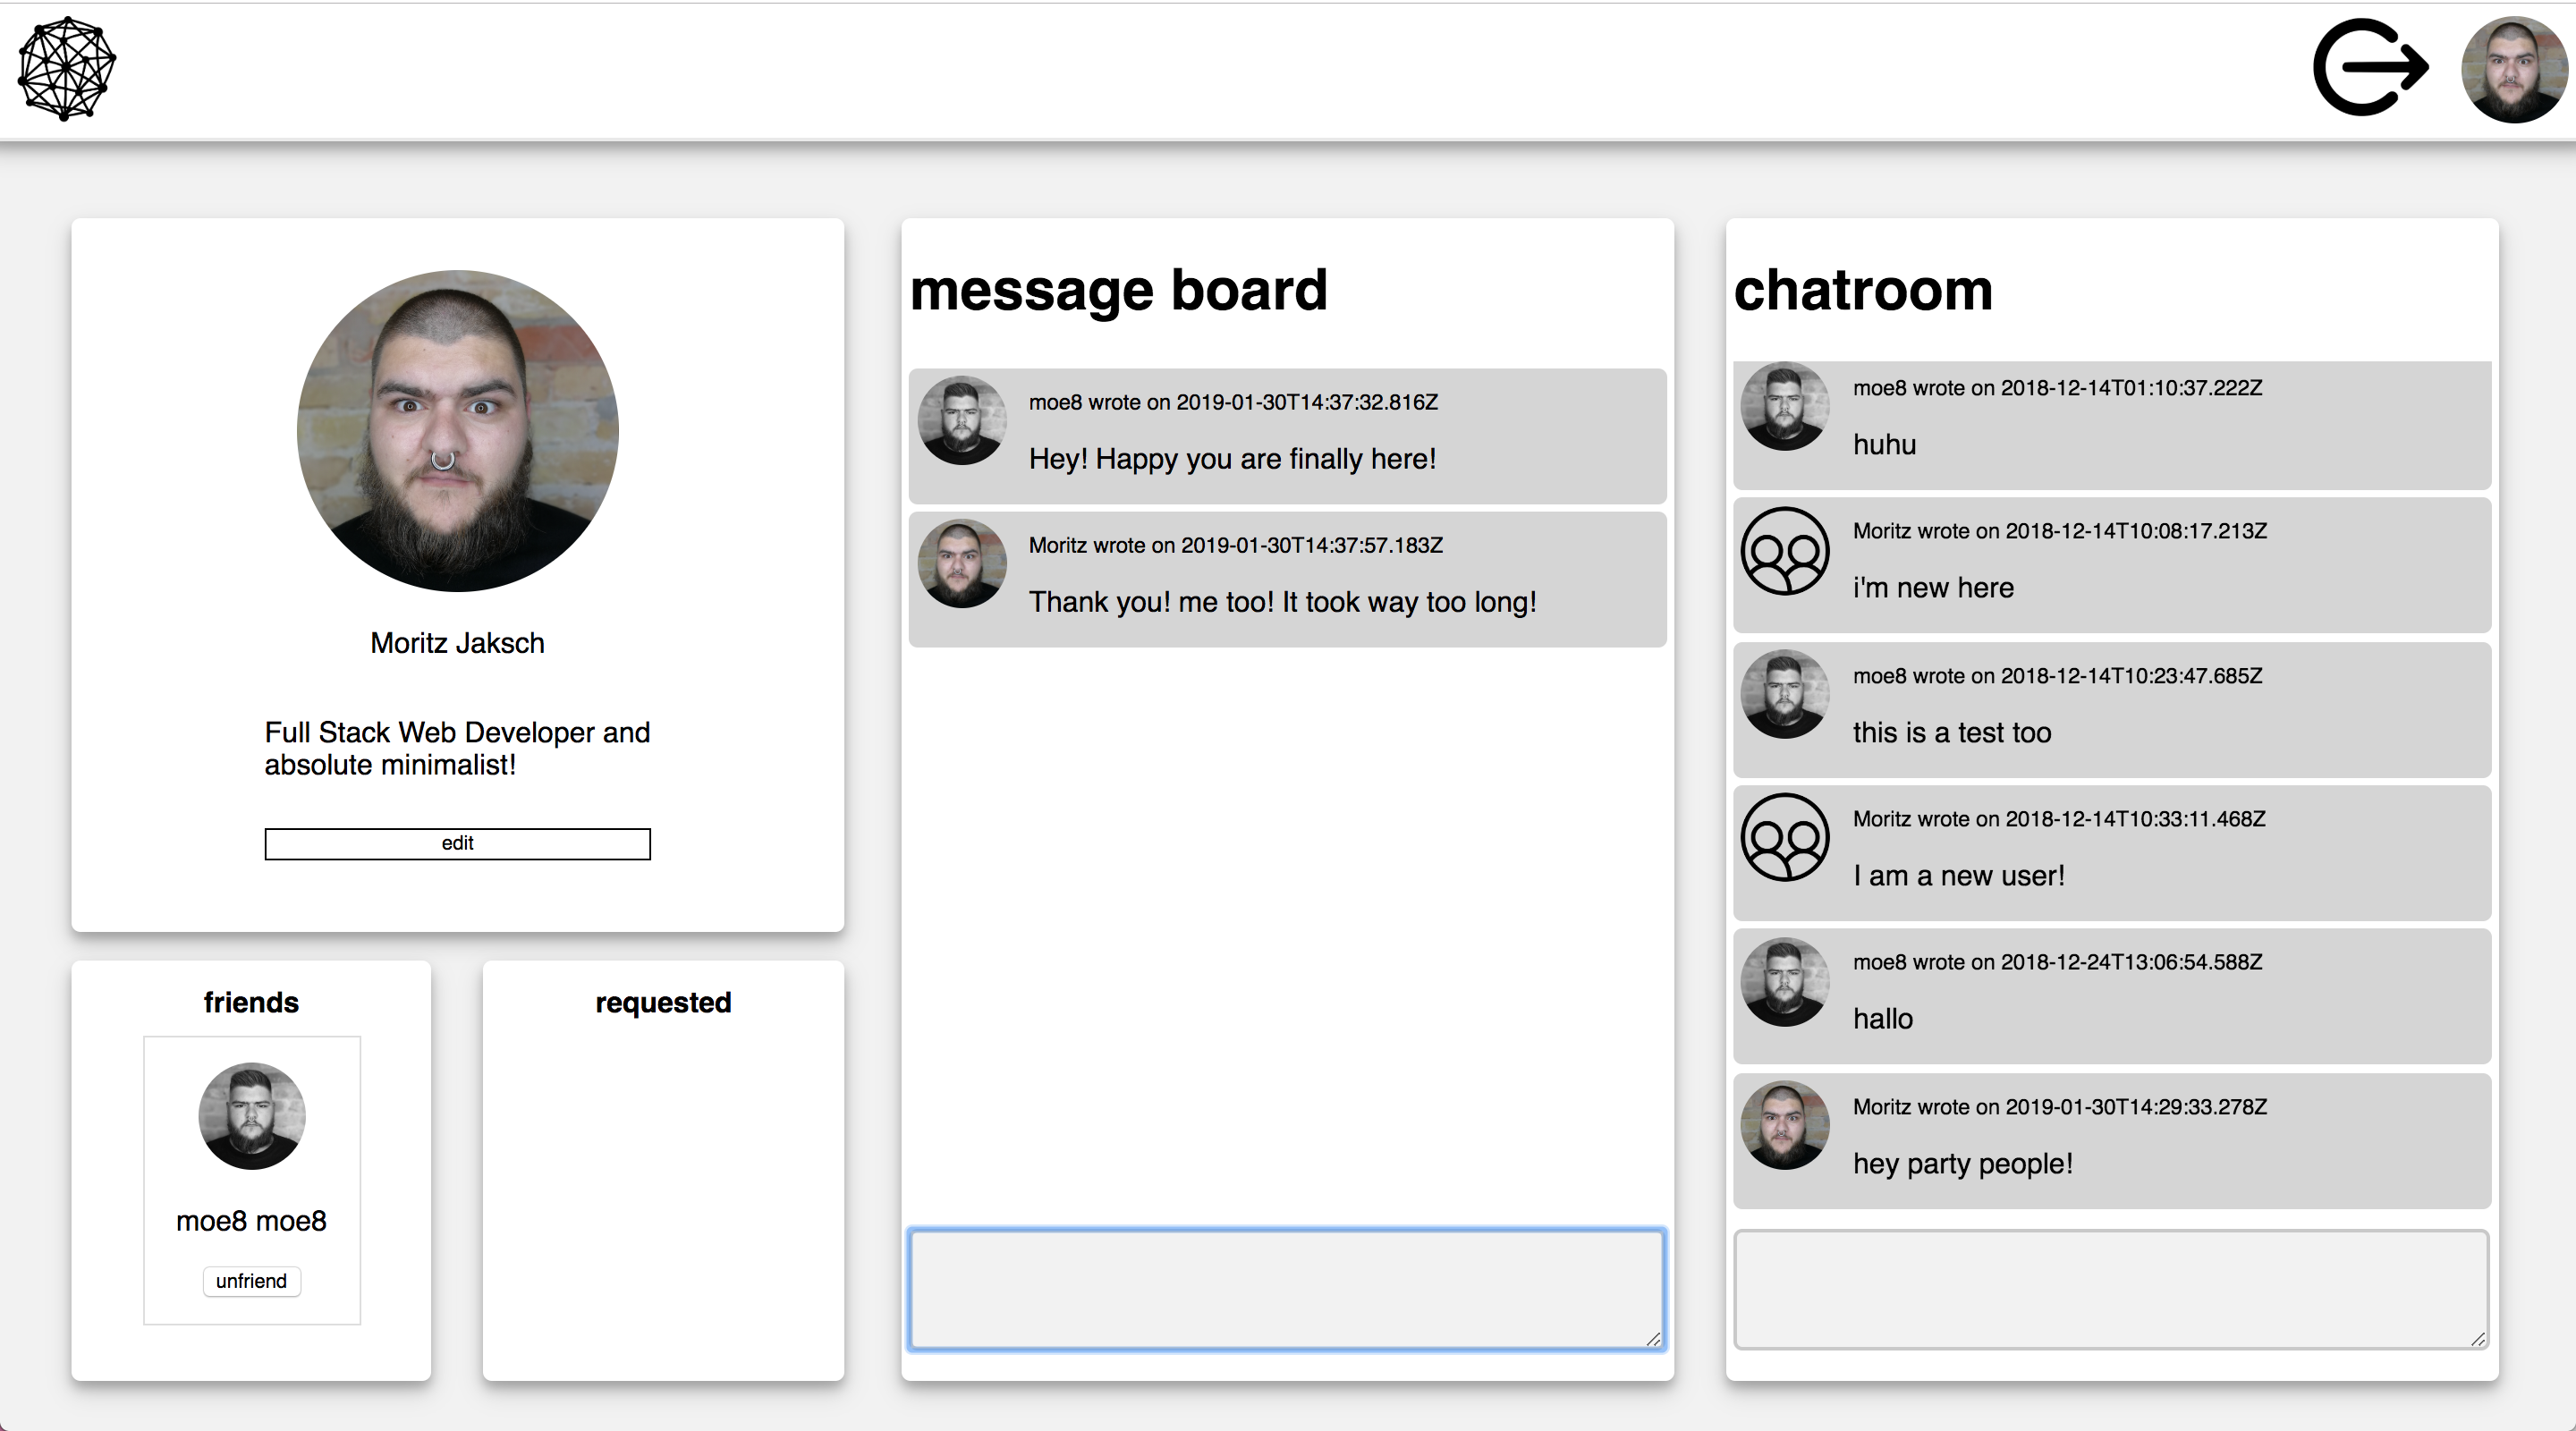 Moritz Jaksch
Full Stack Web Developer and
absolute minimalist!
edit
friends
moe8 moe8
unfriend
requested
message board
moe8 wrote on 2019-01-30T14:37:32.816Z
Hey! Happy you are finally here!
Moritz wrote on 2019-01-30T14:37:57.183Z
Thank you! me too! It took way too long!
chatroom
moe8 wrote on 2018-12-14T01:10:37.222Z
huhu
Moritz wrote on 2018-12-14T10:08:17.213Z
i'm new here
moe8 wrote on 2018-12-14T10:23:47.685Z
this is a test too
Moritz wrote on 2018-12-14T10:33:11.468Z
I am a new user!
moe8 wrote on 2018-12-24T13:06:54.588Z
hallo
Moritz wrote on 2019-01-30T14:29:33.278Z
hey party people!